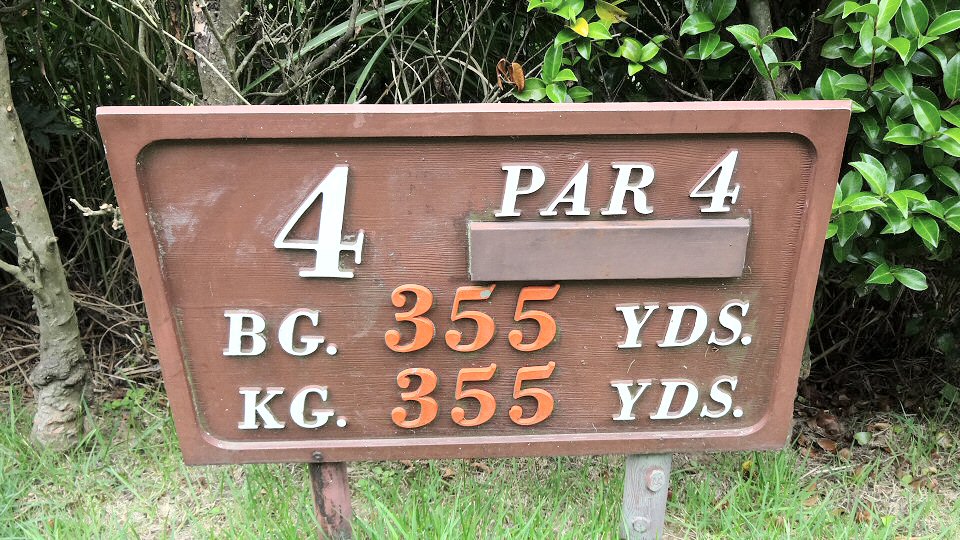 4 PAR 4
BG. 355 YDS.
KG. 355 YDS.